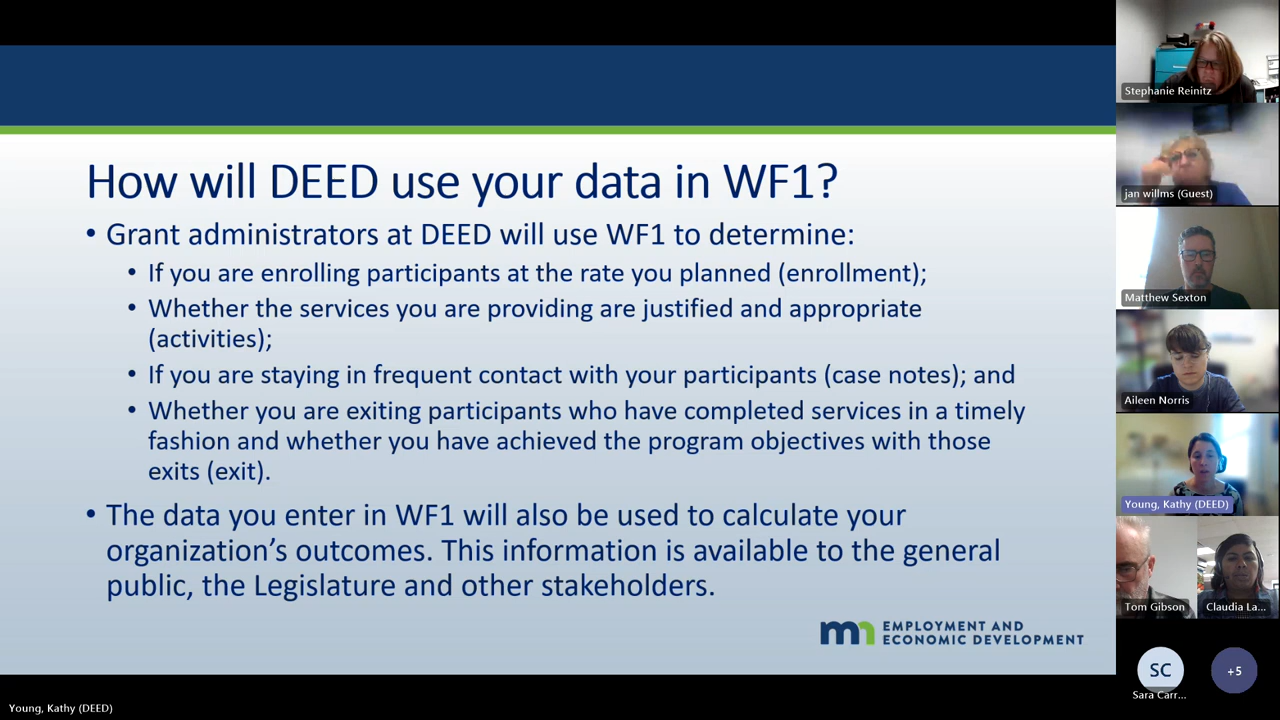 How will DEED use your data in WF1?
• Grant administrators at DEED will use WF1 to determine:
• If you are enrolling participants at the rate you planned (enrollment);
• Whether the services you are providing are justified and appropriate
(activities);
• If you are staying in frequent contact with your participants (case notes); and
• Whether you are exiting participants who have completed services in a timely
fashion and whether you have achieved the program objectives with those
exits (exit).
• The data you enter in WF1 will also be used to calculate your
organization’s outcomes. This information is available to the general
public, the Legislature and other stakeholders.
mn EMPLOYMENT AND
ECONOMIC DEVELOPMENT
Stephanie Reinitz
jan willms (Guest)
Matthew Sexton
Aileen Norris
Young, Kathy (DEED)
Tom Gibson
Claudia La...
SC
Sara Carr...
+5
Young, Kathy (DEED)